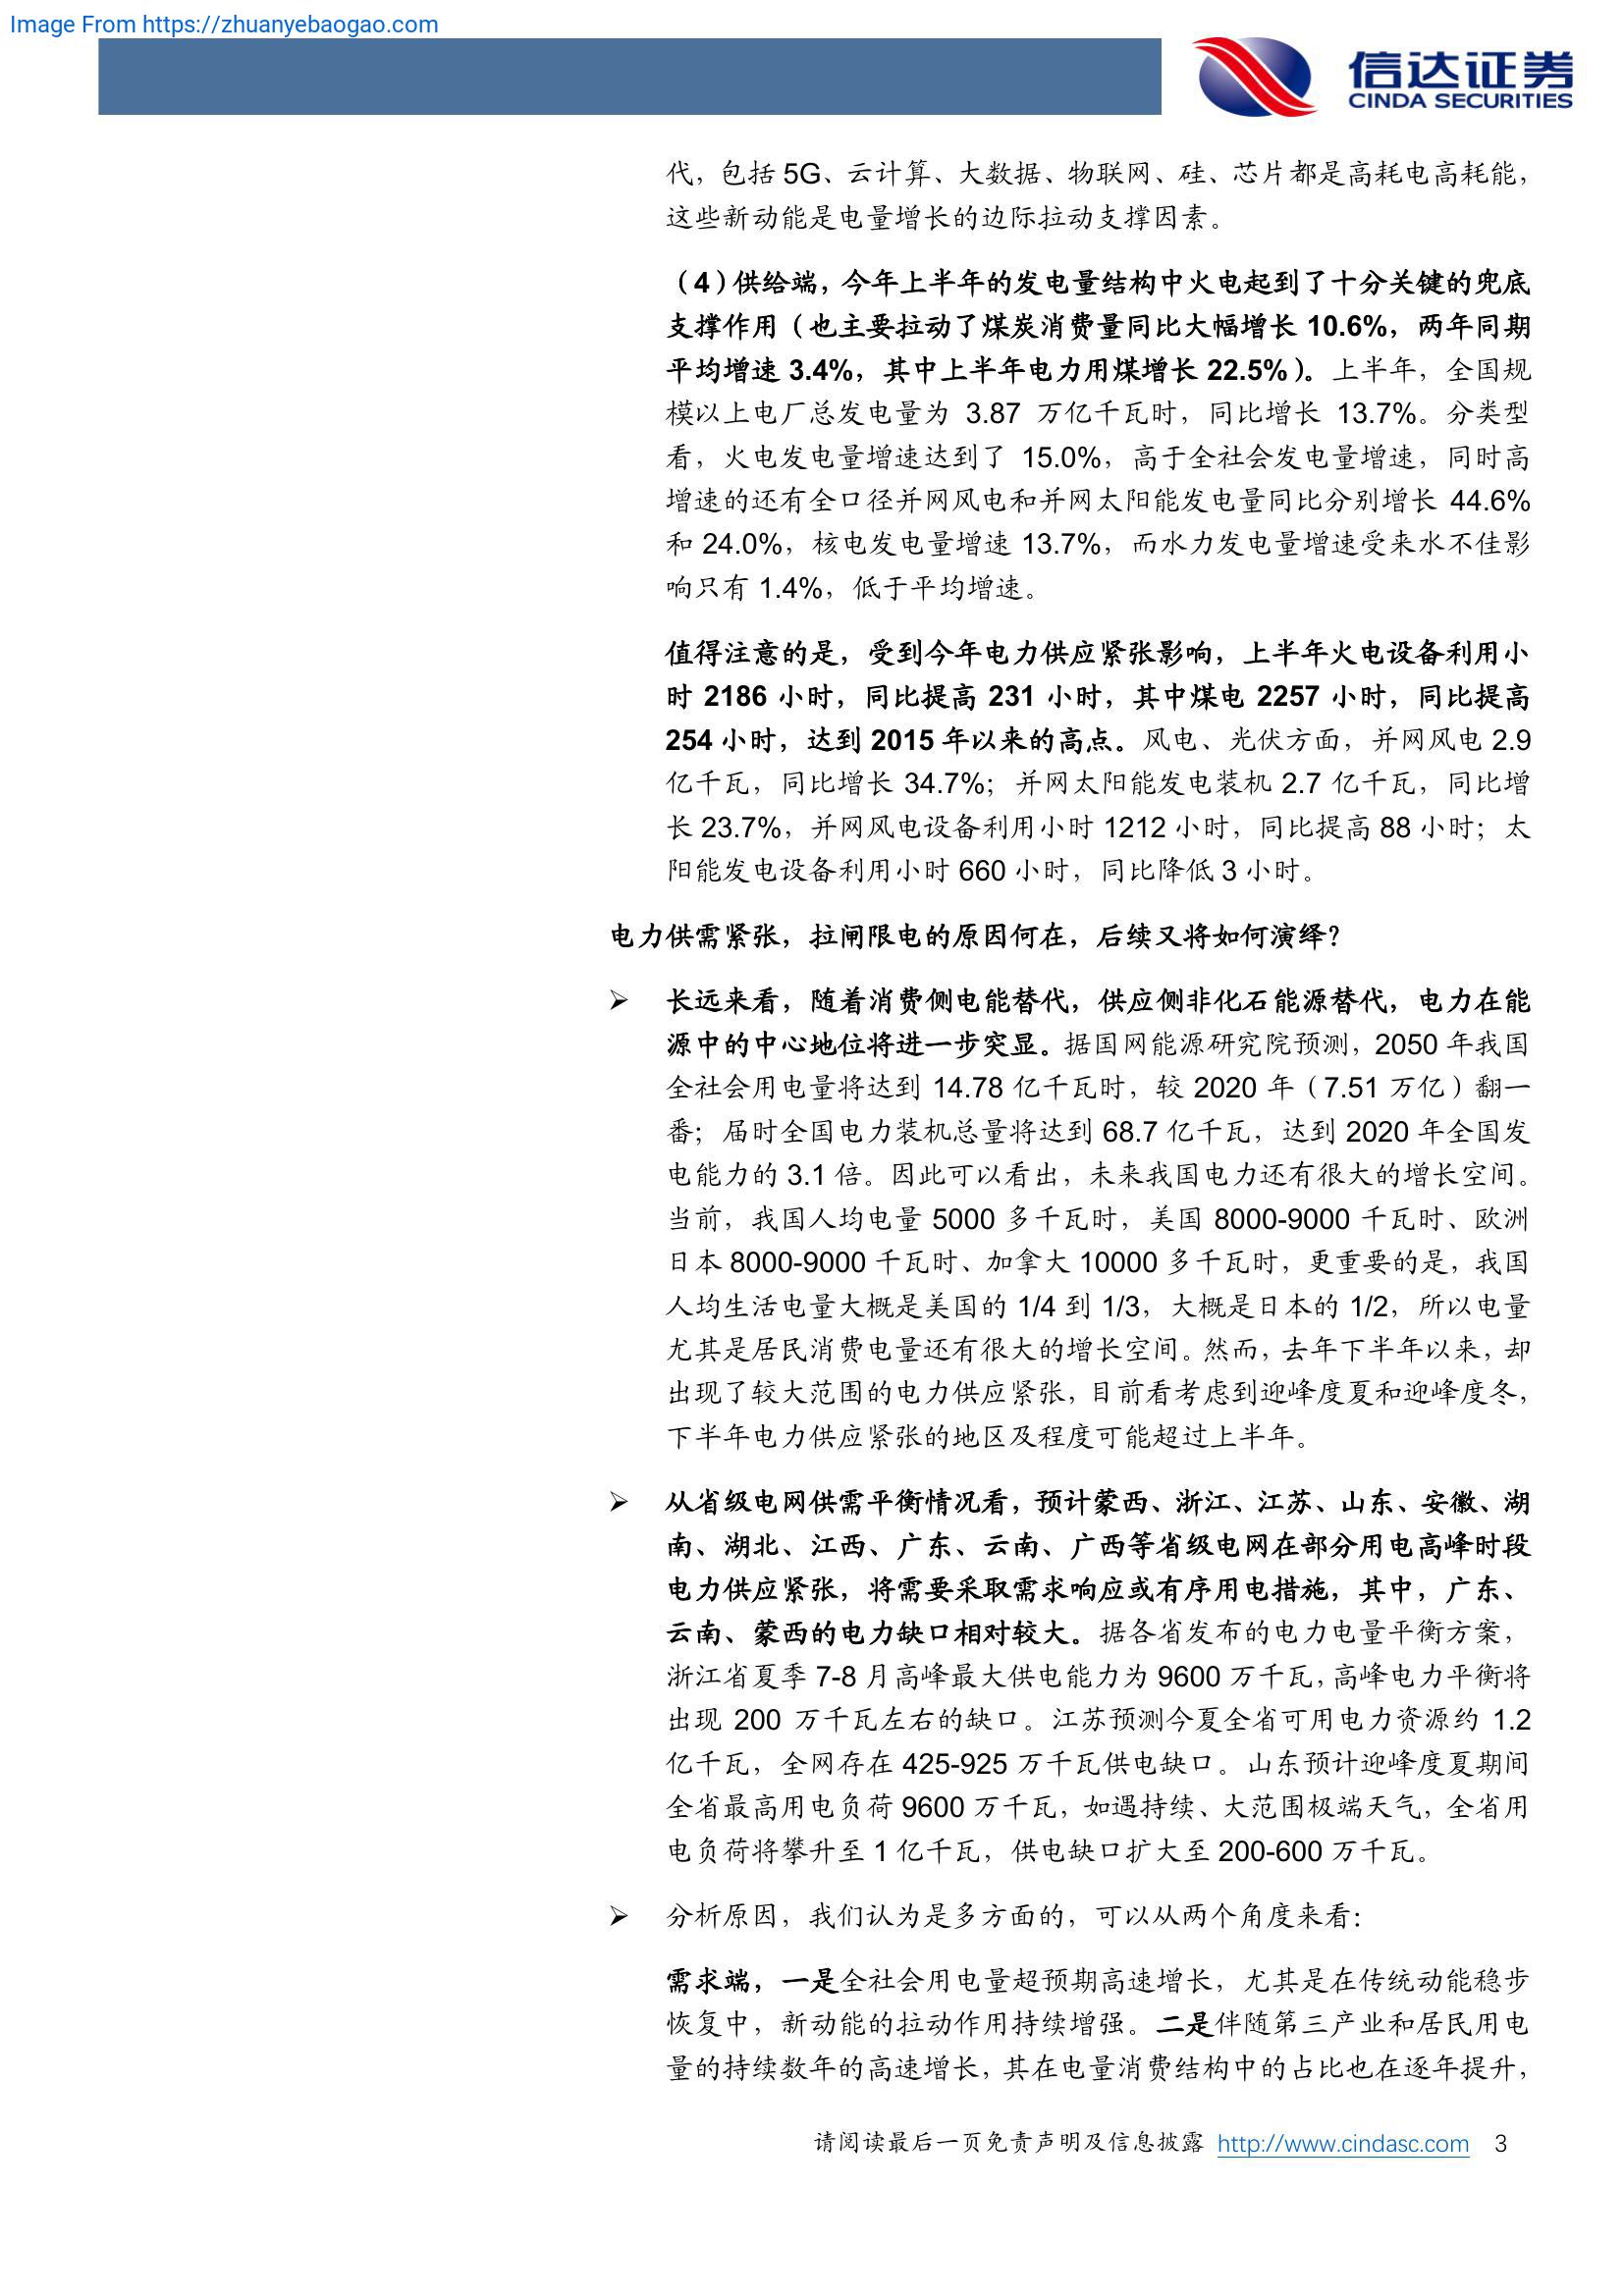 Image From https://zhuanyebaogao.com
信达证券
CINDA SECURITIES
代，包括 5G、云计算、大数据、物联网、硅、芯片都是高耗电高耗能，
这些新动能是电量增长的边际拉动支撑因素。
（4）供给端，今年上半年的发电量结构中火电起到了十分关键的兜底
支撑作用（也主要拉动了煤炭消费量同比大幅增长 10.6%，两年同期
平均增速 3.4%，其中上半年电力用煤增长 22.5%）。上半年，全国规
模以上电厂总发电量为 3.87 万亿千瓦时，同比增长 13.7%。分类型
看，火电发电量增速达到了 15.0%，高于全社会发电量增速，同时高
增速的还有全口径并网风电和并网太阳能发电量同比分别增长 44.6%
和 24.0%，核电发电量增速 13.7%，而水力发电量增速受来水不佳影
响只有 1.4%，低于平均增速。
值得注意的是，受到今年电力供应紧张影响，上半年火电设备利用小
时 2186 小时，同比提高 231 小时，其中煤电 2257 小时，同比提高
254 小时，达到 2015 年以来的高点。风电、光伏方面，并网风电 2.9
亿千瓦，同比增长 34.7%；并网太阳能发电装机 2.7 亿千瓦，同比增
长 23.7%，并网风电设备利用小时 1212 小时，同比提高 88 小时；太
阳能发电设备利用小时 660 小时，同比降低 3 小时。
电力供需紧张，拉闸限电的原因何在，后续又将如何演绎？
➢ 长远来看，随着消费侧电能替代，供应侧非化石能源替代，电力在能
源中的中心地位将进一步突显。据国网能源研究院预测，2050 年我国
全社会用电量将达到 14.78 亿千瓦时，较 2020 年（7.51 万亿）翻一
番；届时全国电力装机总量将达到 68.7 亿千瓦，达到 2020 年全国发
电能力的 3.1 倍。因此可以看出，未来我国电力还有很大的增长空间。
当前，我国人均电量 5000 多千瓦时，美国 8000-9000 千瓦时、欧洲
日本 8000-9000 千瓦时、加拿大 10000 多千瓦时，更重要的是，我国
人均生活电量大概是美国的 1/4 到 1/3，大概是日本的 1/2，所以电量
尤其是居民消费电量还有很大的增长空间。然而，去年下半年以来，却
出现了较大范围的电力供应紧张，目前看考虑到迎峰度夏和迎峰度冬，
下半年电力供应紧张的地区及程度可能超过上半年。
➢ 从省级电网供需平衡情况看，预计蒙西、浙江、江苏、山东、安徽、湖
南、湖北、江西、广东、云南、广西等省级电网在部分用电高峰时段
电力供应紧张，将需要采取需求响应或有序用电措施，其中，广东、
云南、蒙西的电力缺口相对较大。据各省发布的电力电量平衡方案，
浙江省夏季 7-8 月高峰最大供电能力为 9600 万千瓦，高峰电力平衡将
出现 200 万千瓦左右的缺口。江苏预测今夏全省可用电力资源约 1.2
亿千瓦，全网存在 425-925 万千瓦供电缺口。山东预计迎峰度夏期间
全省最高用电负荷 9600 万千瓦，如遇持续、大范围极端天气，全省用
电负荷将攀升至 1 亿千瓦，供电缺口扩大至 200-600 万千瓦。
➢ 分析原因，我们认为是多方面的，可以从两个角度来看：
需求端，一是全社会用电量超预期高速增长，尤其是在传统动能稳步
恢复中，新动能的拉动作用持续增强。二是伴随第三产业和居民用电
量的持续数年的高速增长，其在电量消费结构中的占比也在逐年提升，
请阅读最后一页免责声明及信息披露 http://www.cindasc.com 3